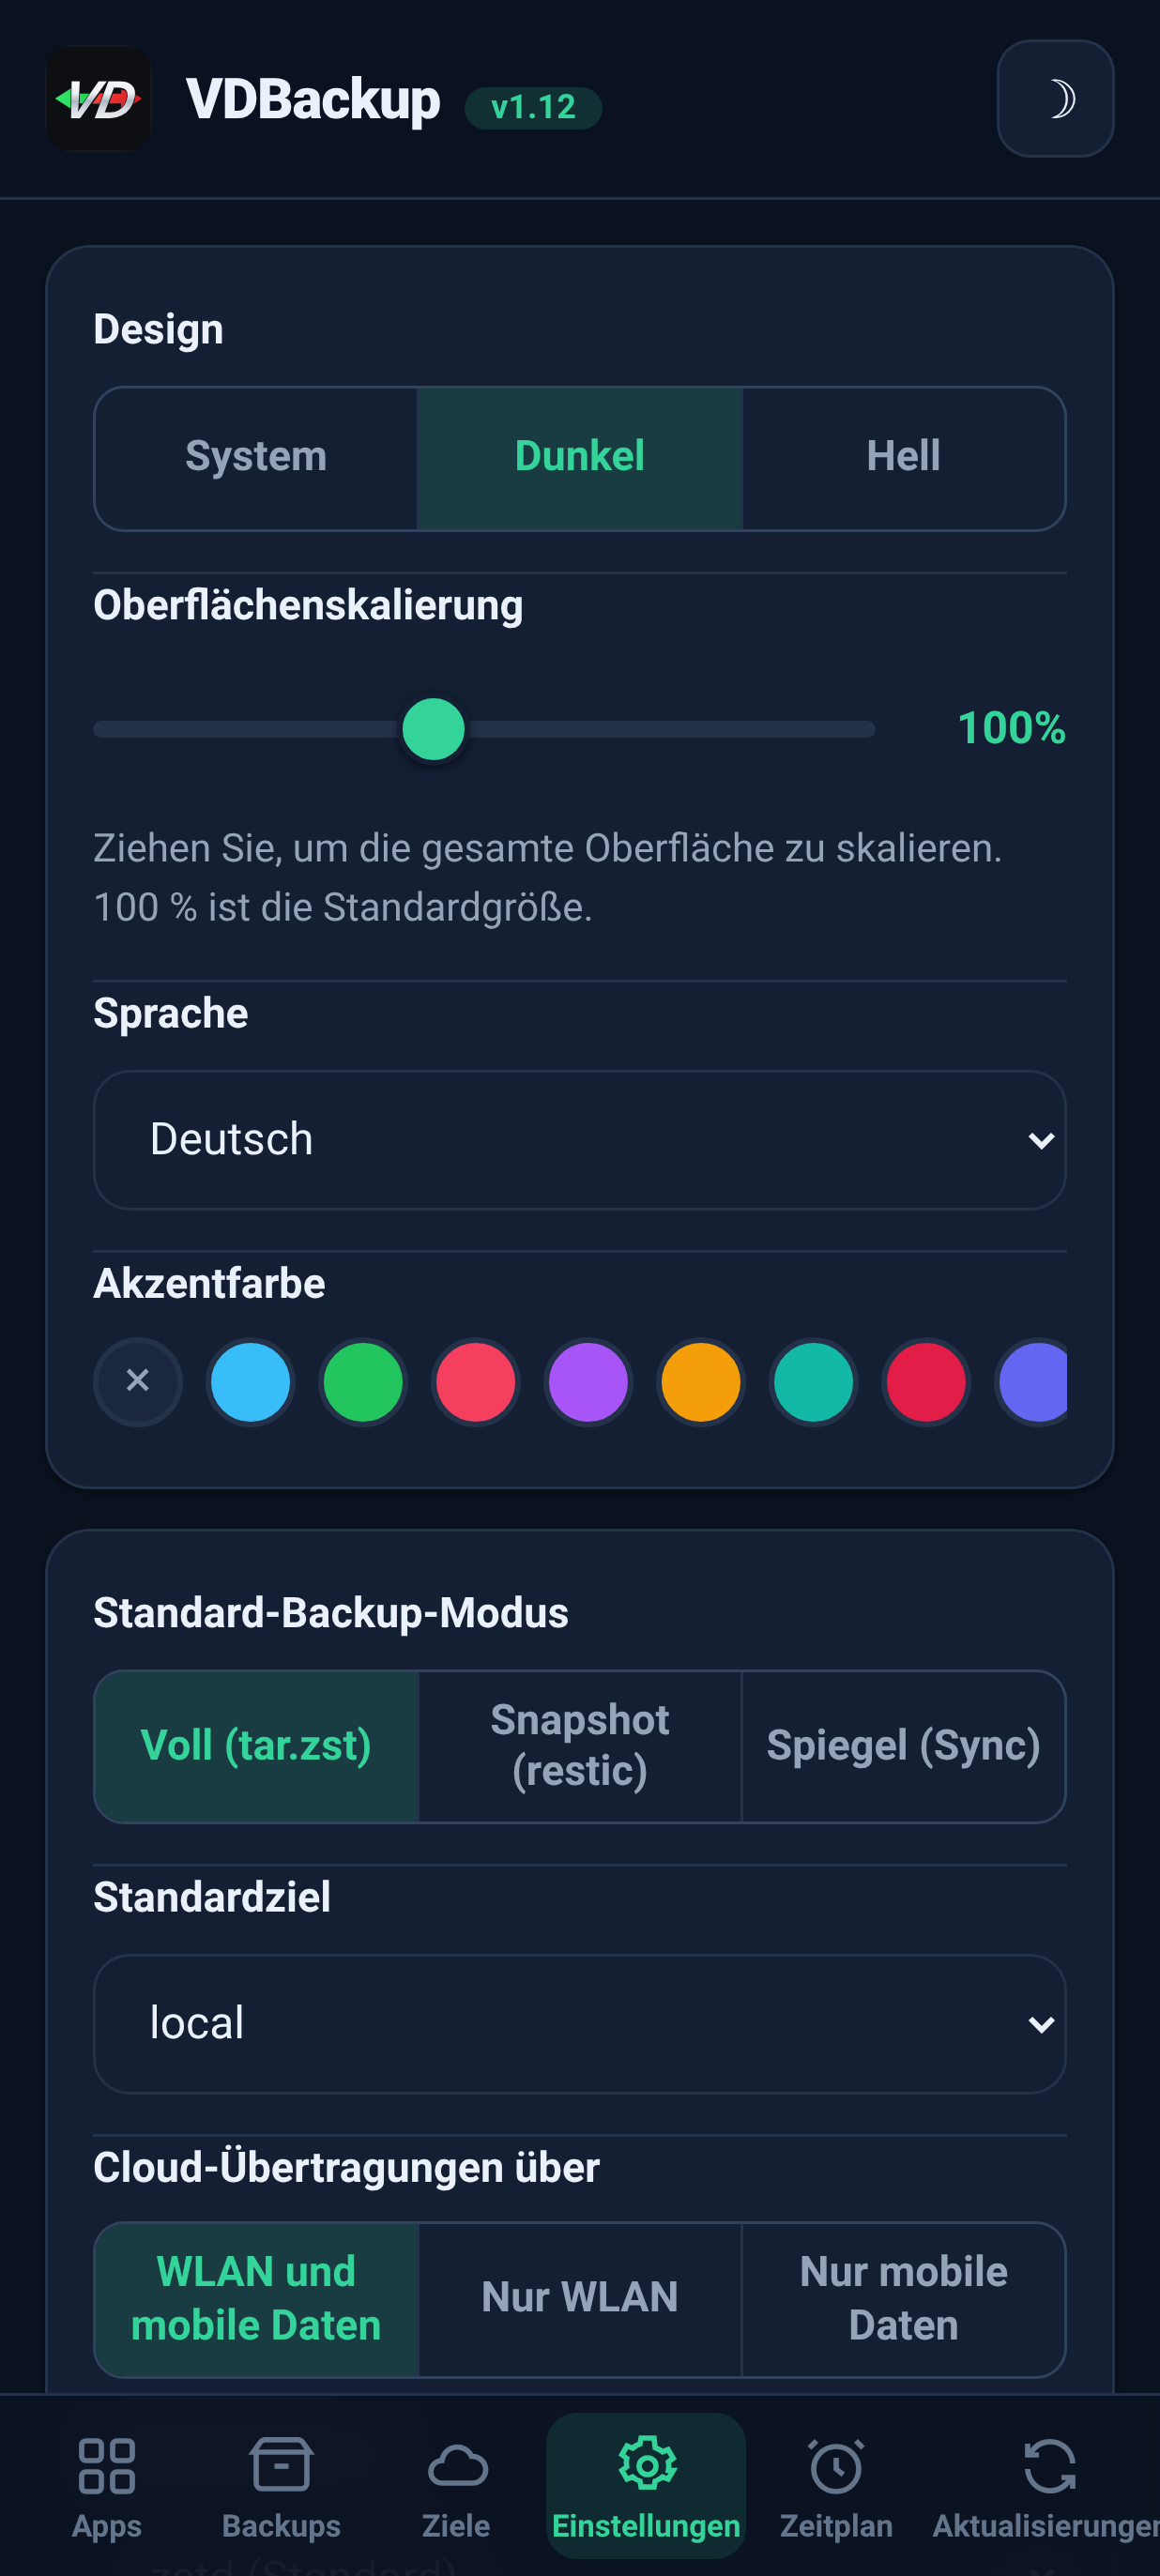 VD
VDBackup v1.12
Design
System Dunkel Hell
Oberflächenskalierung
100%
Ziehen Sie, um die gesamte Oberfläche zu skalieren.
100 % ist die Standardgröße.
Sprache
Deutsch
Akzentfarbe
Standard-Backup-Modus
Voll (tar.zst)
Snapshot
(restic)
Spiegel (Sync)
Standardziel
local
Cloud-Übertragungen über
WLAN und
mobile Daten
Nur WLAN
Nur mobile
Daten
Apps Backups Ziele Einstellungen Zeitplan Aktualisierungen
zstd (Standard)